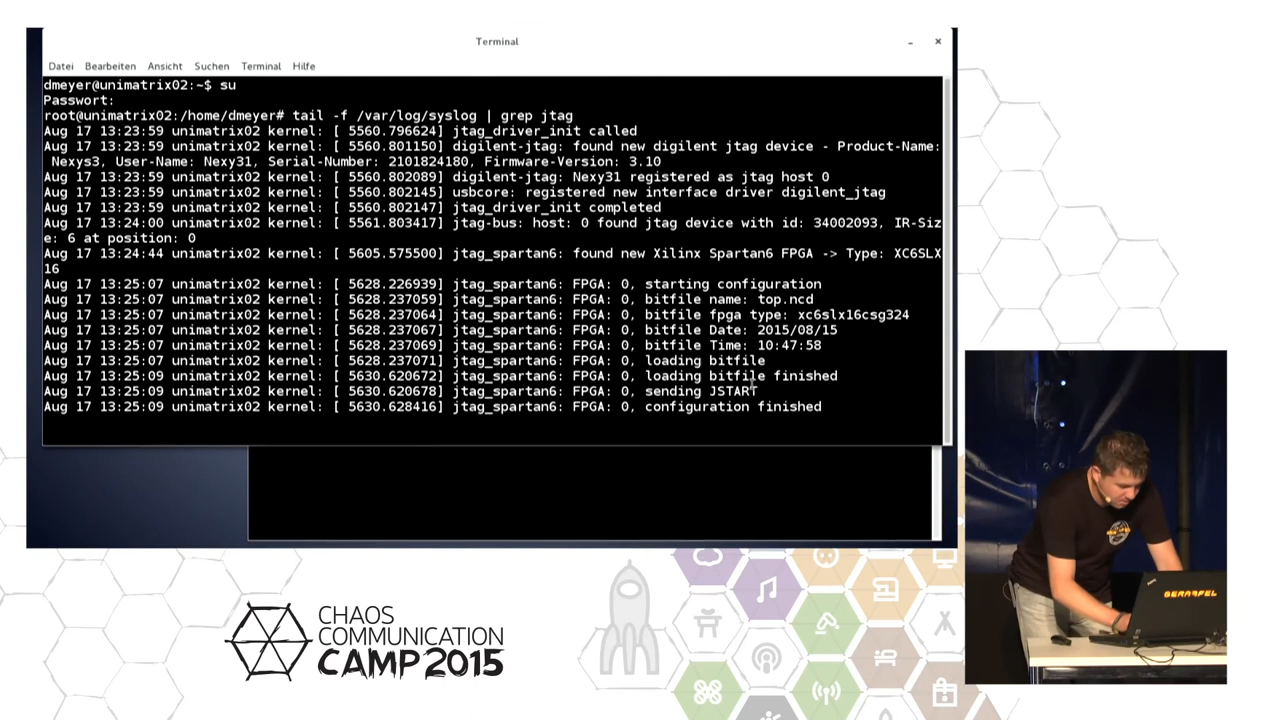 Terminal
Datei Bearbeiten Ansicht Suchen Terminal Hilfe
dmeyer@unimatrix02:~$ su
Passwort:
root@unimatrix02:/home/dmeyer# tail -f /var/log/syslog | grep jtag
Aug 17 13:23:59 unimatrix02 kernel: [ 5560.796624] jtag_driver_init called
Aug 17 13:23:59 unimatrix02 kernel: [ 5560.801150] digilent-jtag: found new digilent jtag device - Product-Name:
Nexys3, User-Name: Nexy31, Serial-Number: 2101824180, Firmware-Version: 3.10
Aug 17 13:23:59 unimatrix02 kernel: [ 5560.802089] digilent-jtag: Nexy31 registered as jtag host 0
Aug 17 13:23:59 unimatrix02 kernel: [ 5560.802145] usbcore: registered new interface driver digilent_jtag
Aug 17 13:23:59 unimatrix02 kernel: [ 5560.802147] jtag_driver_init completed
Aug 17 13:24:00 unimatrix02 kernel: [ 5561.803417] jtag-bus: host: 0 found jtag device with id: 34002093, IR-Siz
e: 6 at position: 0
Aug 17 13:24:44 unimatrix02 kernel: [ 5605.575500] jtag_spartan6: found new Xilinx Spartan6 FPGA -> Type: XC6SLX
16
Aug 17 13:25:07 unimatrix02 kernel: [ 5628.226939] jtag_spartan6: FPGA: 0, starting configuration
Aug 17 13:25:07 unimatrix02 kernel: [ 5628.237059] jtag_spartan6: FPGA: 0, bitfile name: top.ncd
Aug 17 13:25:07 unimatrix02 kernel: [ 5628.237064] jtag_spartan6: FPGA: 0, bitfile fpga type: xc6slx16csg324
Aug 17 13:25:07 unimatrix02 kernel: [ 5628.237067] jtag_spartan6: FPGA: 0, bitfile Date: 2015/08/15
Aug 17 13:25:07 unimatrix02 kernel: [ 5628.237069] jtag_spartan6: FPGA: 0, bitfile Time: 10:47:58
Aug 17 13:25:07 unimatrix02 kernel: [ 5628.237071] jtag_spartan6: FPGA: 0, loading bitfile
Aug 17 13:25:09 unimatrix02 kernel: [ 5630.620672] jtag_spartan6: FPGA: 0, loading bitfile finished
Aug 17 13:25:09 unimatrix02 kernel: [ 5630.620678] jtag_spartan6: FPGA: 0, sending JSTART
Aug 17 13:25:09 unimatrix02 kernel: [ 5630.628416] jtag_spartan6: FPGA: 0, configuration finished
CHAOS
COMMUNICATION
CAMP 2015